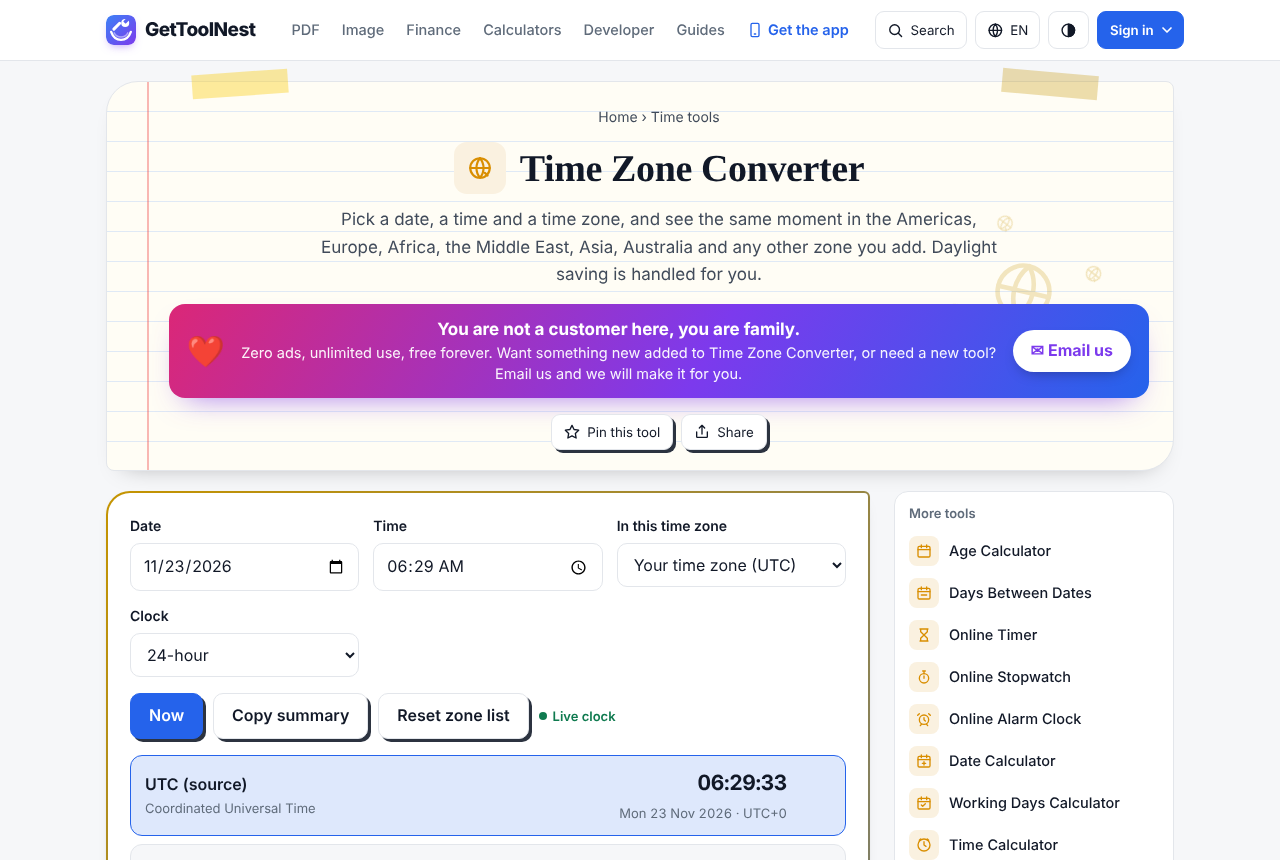 GetToolNest
PDF
Image
Finance
Calculators
Developer
Guides
Get the app
Search
EN
Sign in
Home › Time tools
Time Zone Converter
Pick a date, a time and a time zone, and see the same moment in the Americas,
Europe, Africa, the Middle East, Asia, Australia and any other zone you add. Daylight
saving is handled for you.
You are not a customer here, you are family.
Zero ads, unlimited use, free forever. Want something new added to Time Zone Converter, or need a new tool?
Email us and we will make it for you.
✉ Email us
Pin this tool
Share
Date
Time
In this time zone
11/23/2026
06:29 AM
Your time zone (UTC)
Clock
24-hour
Now
Copy summary
Reset zone list
Live clock
UTC (source)
06:29:33
Coordinated Universal Time
Mon 23 Nov 2026 · UTC+0
More tools
Age Calculator
Days Between Dates
Online Timer
Online Stopwatch
Online Alarm Clock
Date Calculator
Working Days Calculator
Time Calculator